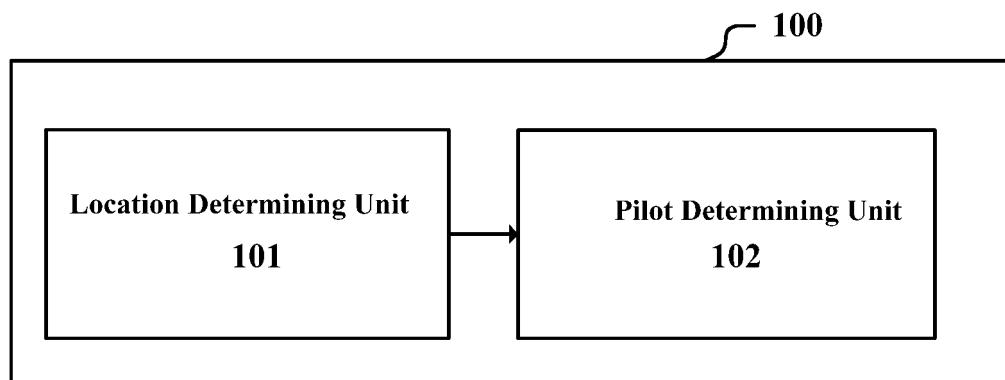 100
Location Determining Unit
101
Pilot Determining Unit
102